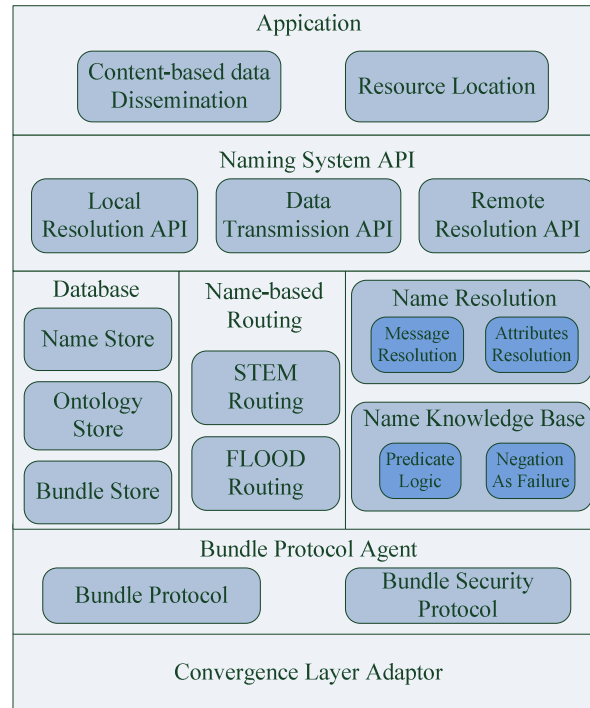 Appication
Content-based data
Dissemination
Resource Location
Naming System API
Local
Resolution API
Data
Transmission API
Remote
Resolution API
Database
Name Store
Ontology
Store
Bundle Store
Name-based
Routing
STEM
Routing
FLOOD
Routing
Name Resolution
Message
Resolution
Attributes
Resolution
Name Knowledge Base
Predicate
Logic
Negation
As Failure
Bundle Protocol Agent
Bundle Protocol
Bundle Security
Protocol
Convergence Layer Adaptor